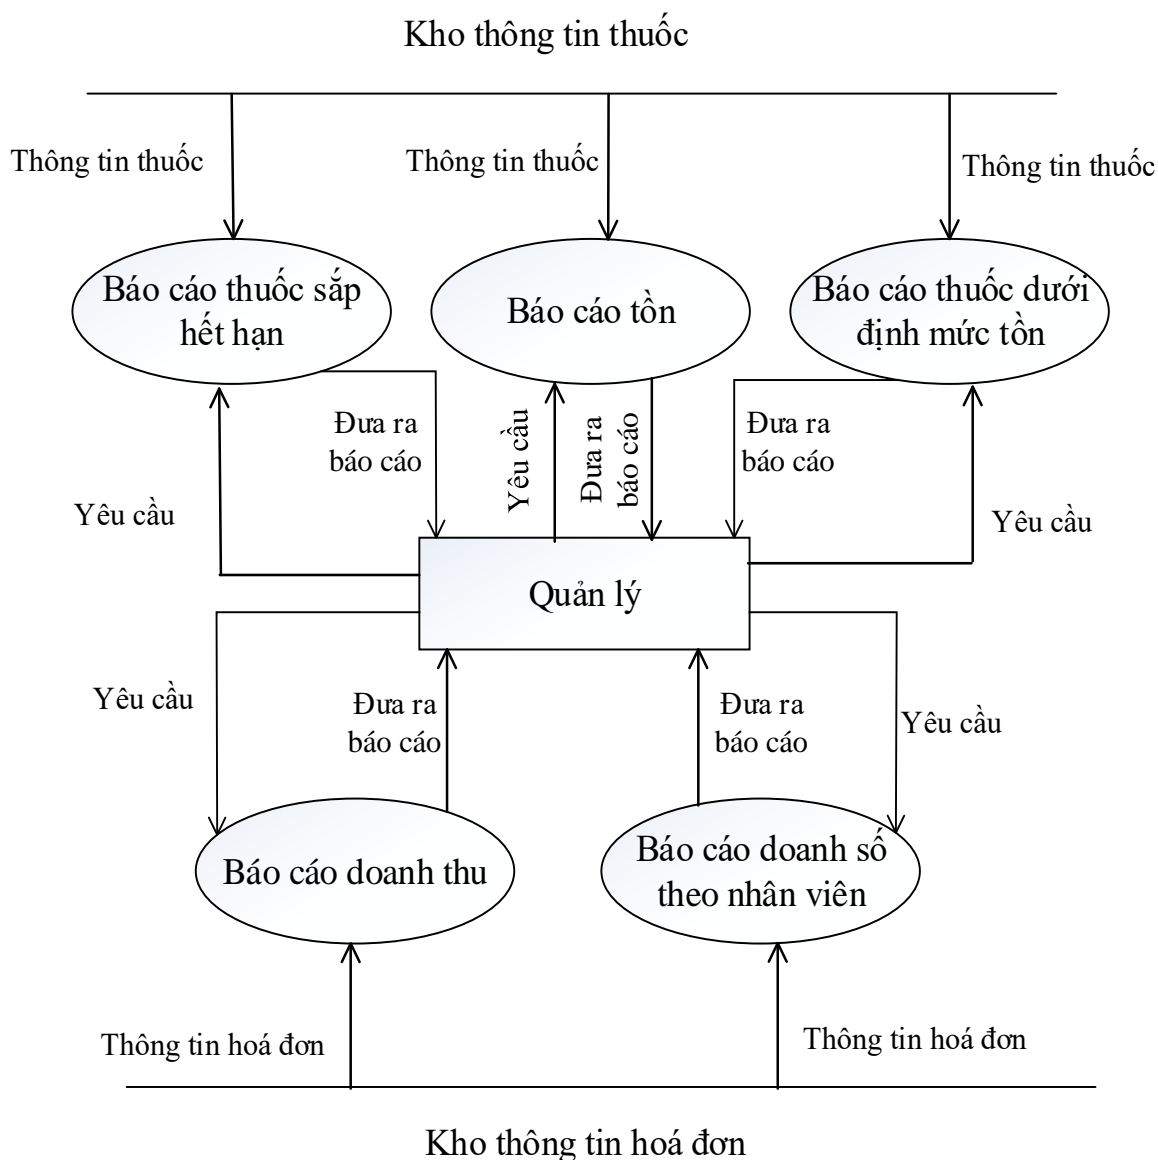 Kho thông tin thuốc
Thông tin thuốc
Thông tin thuốc
Thông tin thuốc
Báo cáo thuốc sắp
hết hạn
Báo cáo tồn
Báo cáo thuốc dưới
định mức tồn
Đưa ra
báo cáo
Yêu cầu
Đưa ra
báo cáo
Đưa ra
báo cáo
Yêu cầu
Yêu cầu
Quản lý
Yêu cầu
Đưa ra
báo cáo
Đưa ra
báo cáo
Yêu cầu
Báo cáo doanh thu
Báo cáo doanh số
theo nhân viên
Thông tin hoá đơn
Thông tin hoá đơn
Kho thông tin hoá đơn